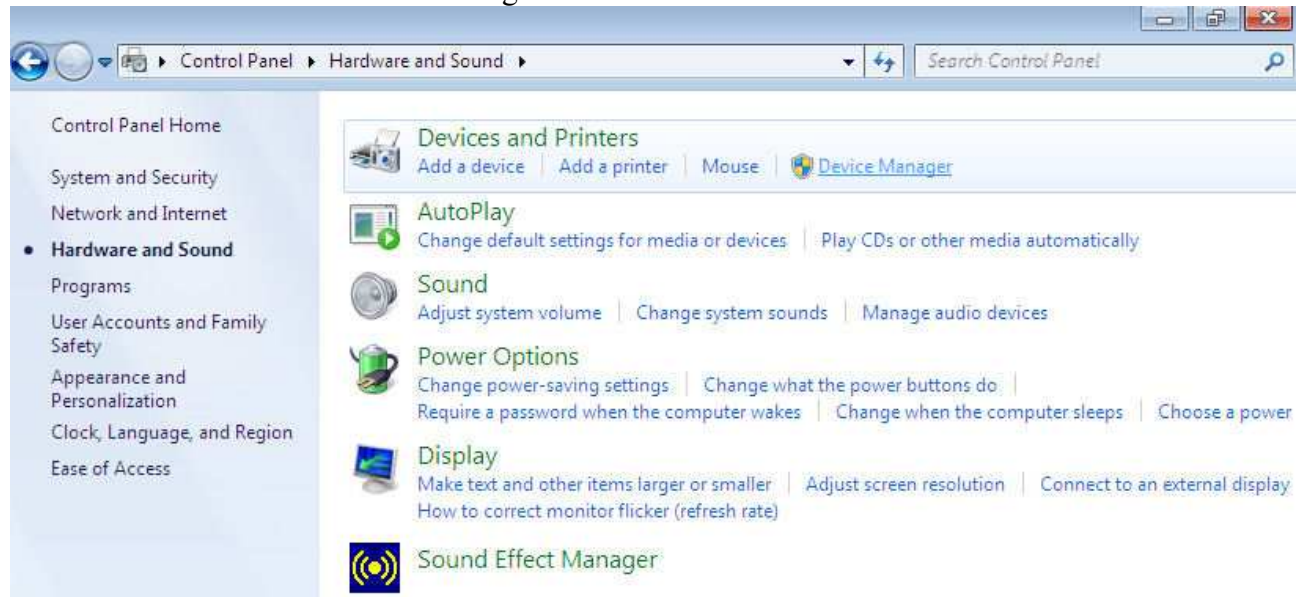 Control Panel Hardware and Sound
Search Control Panel
Control Panel Home
System and Security
Network and Internet
Hardware and Sound
Programs
User Accounts and Family
Safety
Appearance and
Personalization
Clock, Language, and Region
Ease of Access
Devices and Printers
Add a device Add a printer Mouse Device Manager
AutoPlay
Change default settings for media or devices Play CDs or other media automatically
Sound
Adjust system volume Change system sounds Manage audio devices
Power Options
Change power-saving settings Change what the power buttons do
Require a password when the computer wakes Change when the computer sleeps Choose a power
Display
Make text and other items larger or smaller Adjust screen resolution Connect to an external display
How to correct monitor flicker (refresh rate)
Sound Effect Manager